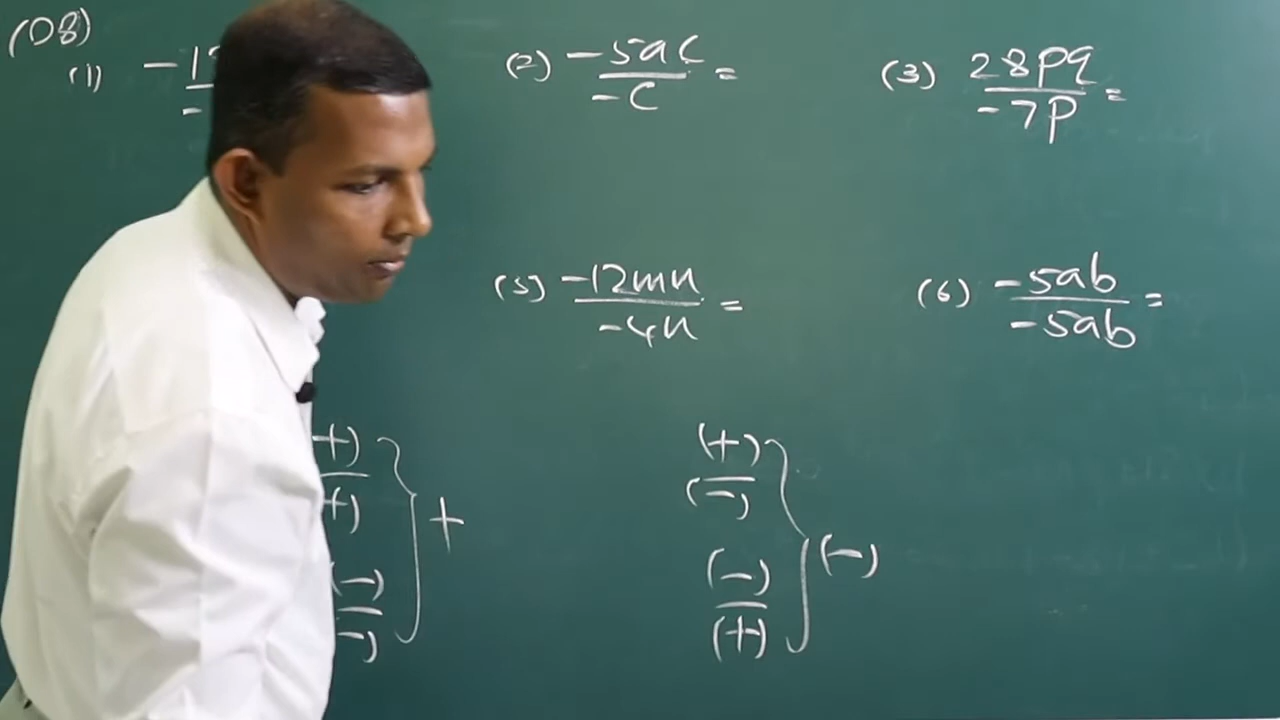 (08)
(1) -1
-
(2) -5ac
-c =
(3) 28pq
-7p =
(5) -12mn
-4n =
(6) -5ab
-5ab =
+)
+)
(-)
-)
+
(+)
(-)
(-)
(+)
(-)